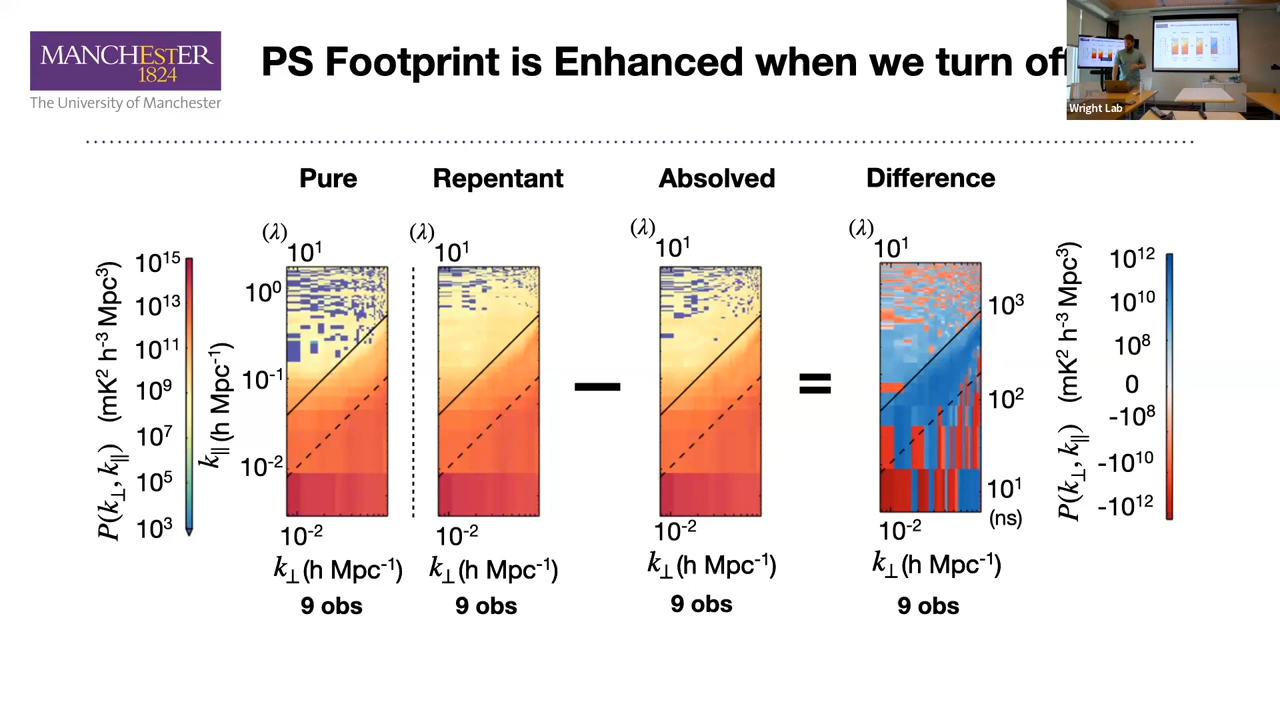 MANCHESTER
1824
The University of Manchester
PS Footprint is Enhanced when we turn of
Wright Lab
Pure
Repentant
Absolved
Difference
(λ)
10¹
(λ)
10¹
(λ)
10¹
(λ)
10¹
P(k⊥, k∥) (mK² h⁻³ Mpc³)
10¹⁵
10¹³
10¹¹
10⁹
10⁷
10⁵
10³
k∥ (h Mpc⁻¹)
10⁰
10⁻¹
10⁻²
—
=
10³
10²
10¹
(ns)
P(k⊥, k∥) (mK² h⁻³ Mpc³)
10¹²
10¹⁰
10⁸
0
-10⁸
-10¹⁰
-10¹²
10⁻²
10⁻²
10⁻²
10⁻²
k⊥ (h Mpc⁻¹)
k⊥ (h Mpc⁻¹)
k⊥ (h Mpc⁻¹)
k⊥ (h Mpc⁻¹)
9 obs
9 obs
9 obs
9 obs